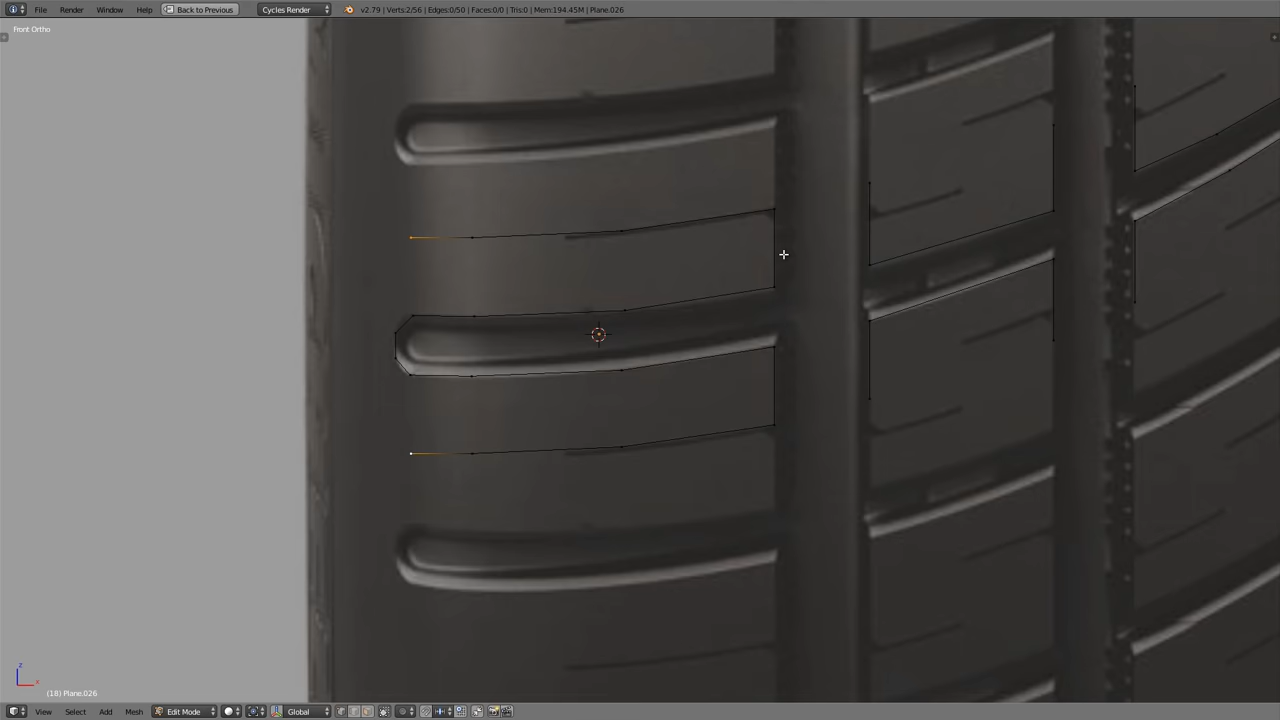 File Render Window Help Back to Previous Cycles Render v2.79 | Verts:2/56 | Edges:0/50 | Faces:0/0 | Tris:0 | Mem:194.45M | Plane.026
Front Ortho
z
x
(18) Plane.026
View Select Add Mesh Edit Mode Global